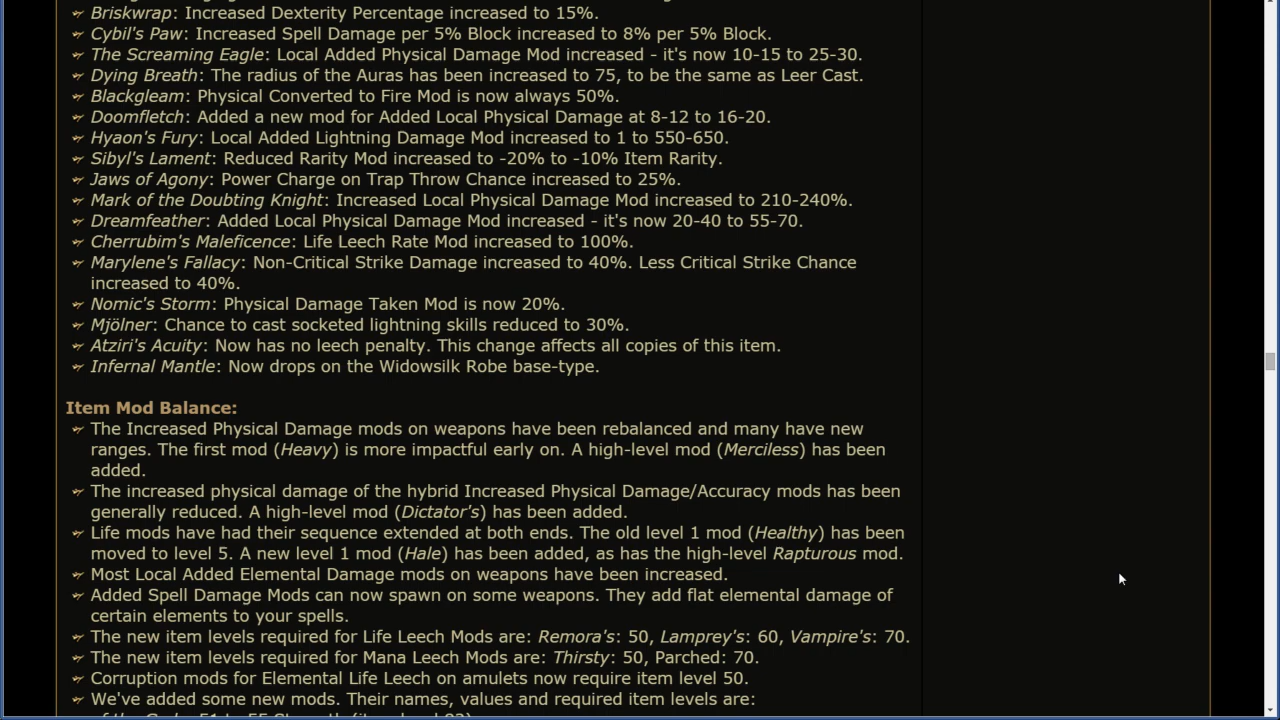 Briskwrap: Increased Dexterity Percentage increased to 15%.
Cybil's Paw: Increased Spell Damage per 5% Block increased to 8% per 5% Block.
The Screaming Eagle: Local Added Physical Damage Mod increased - it's now 10-15 to 25-30.
Dying Breath: The radius of the Auras has been increased to 75, to be the same as Leer Cast.
Blackgleam: Physical Converted to Fire Mod is now always 50%.
Doomfletch: Added a new mod for Added Local Physical Damage at 8-12 to 16-20.
Hyaon's Fury: Local Added Lightning Damage Mod increased to 1 to 550-650.
Sibyl's Lament: Reduced Rarity Mod increased to -20% to -10% Item Rarity.
Jaws of Agony: Power Charge on Trap Throw Chance increased to 25%.
Mark of the Doubting Knight: Increased Local Physical Damage Mod increased to 210-240%.
Dreamfeather: Added Local Physical Damage Mod increased - it's now 20-40 to 55-70.
Cherrubim's Maleficence: Life Leech Rate Mod increased to 100%.
Marylene's Fallacy: Non-Critical Strike Damage increased to 40%. Less Critical Strike Chance
increased to 40%.
Nomic's Storm: Physical Damage Taken Mod is now 20%.
Mjölner: Chance to cast socketed lightning skills reduced to 30%.
Atziri's Acuity: Now has no leech penalty. This change affects all copies of this item.
Infernal Mantle: Now drops on the Widowsilk Robe base-type.
Item Mod Balance:
The Increased Physical Damage mods on weapons have been rebalanced and many have new
ranges. The first mod (Heavy) is more impactful early on. A high-level mod (Merciless) has been
added.
The increased physical damage of the hybrid Increased Physical Damage/Accuracy mods has been
generally reduced. A high-level mod (Dictator's) has been added.
Life mods have had their sequence extended at both ends. The old level 1 mod (Healthy) has been
moved to level 5. A new level 1 mod (Hale) has been added, as has the high-level Rapturous mod.
Most Local Added Elemental Damage mods on weapons have been increased.
Added Spell Damage Mods can now spawn on some weapons. They add flat elemental damage of
certain elements to your spells.
The new item levels required for Life Leech Mods are: Remora's: 50, Lamprey's: 60, Vampire's: 70.
The new item levels required for Mana Leech Mods are: Thirsty: 50, Parched: 70.
Corruption mods for Elemental Life Leech on amulets now require item level 50.
We've added some new mods. Their names, values and required item levels are: